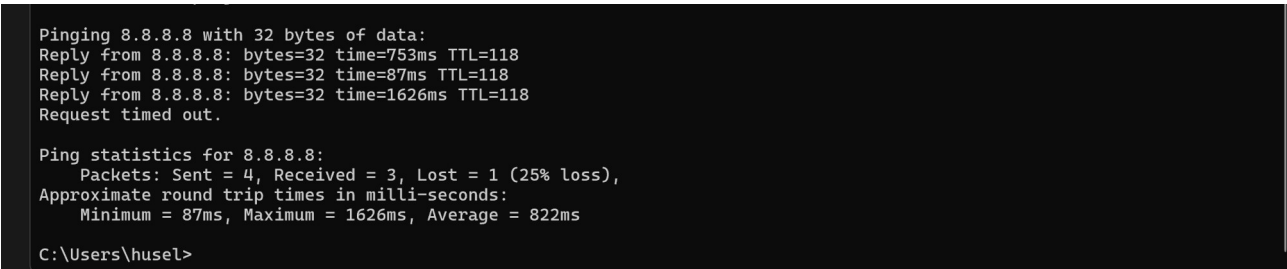 Pinging 8.8.8.8 with 32 bytes of data:
Reply from 8.8.8.8: bytes=32 time=753ms TTL=118
Reply from 8.8.8.8: bytes=32 time=87ms TTL=118
Reply from 8.8.8.8: bytes=32 time=1626ms TTL=118
Request timed out.
Ping statistics for 8.8.8.8:
Packets: Sent = 4, Received = 3, Lost = 1 (25% loss),
Approximate round trip times in milli-seconds:
Minimum = 87ms, Maximum = 1626ms, Average = 822ms
C:\Users\husel>